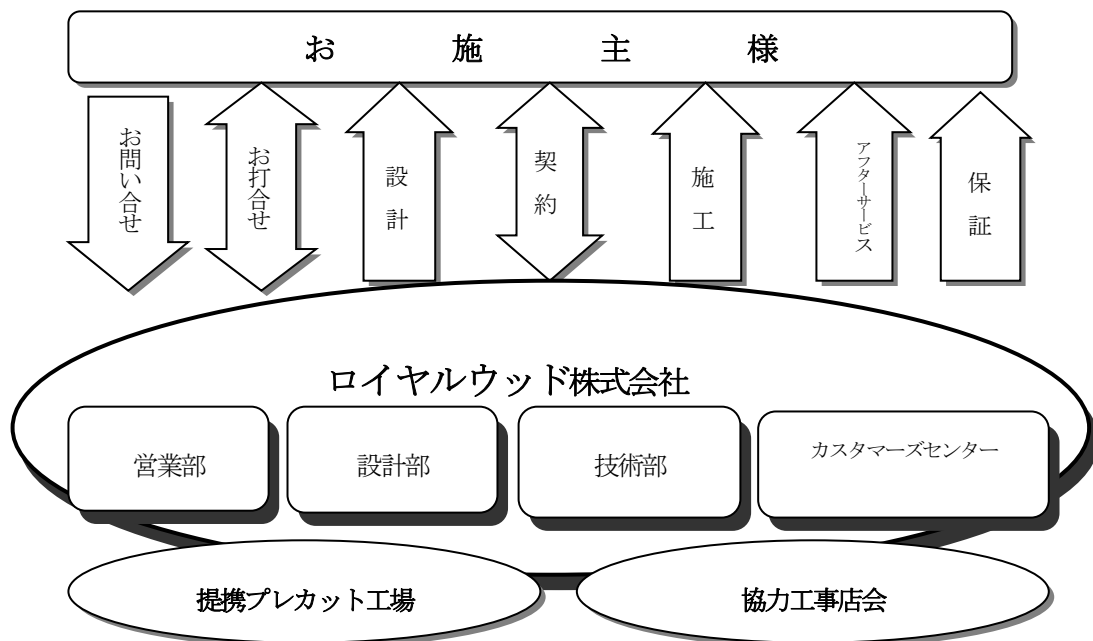 お施主様
お問い合せ
お打合せ
設計
契約
施工
アフターサービス
保証
ロイヤルウッド株式会社
営業部
設計部
技術部
カスタマーズセンター
提携プレカット工場
協力工事店会